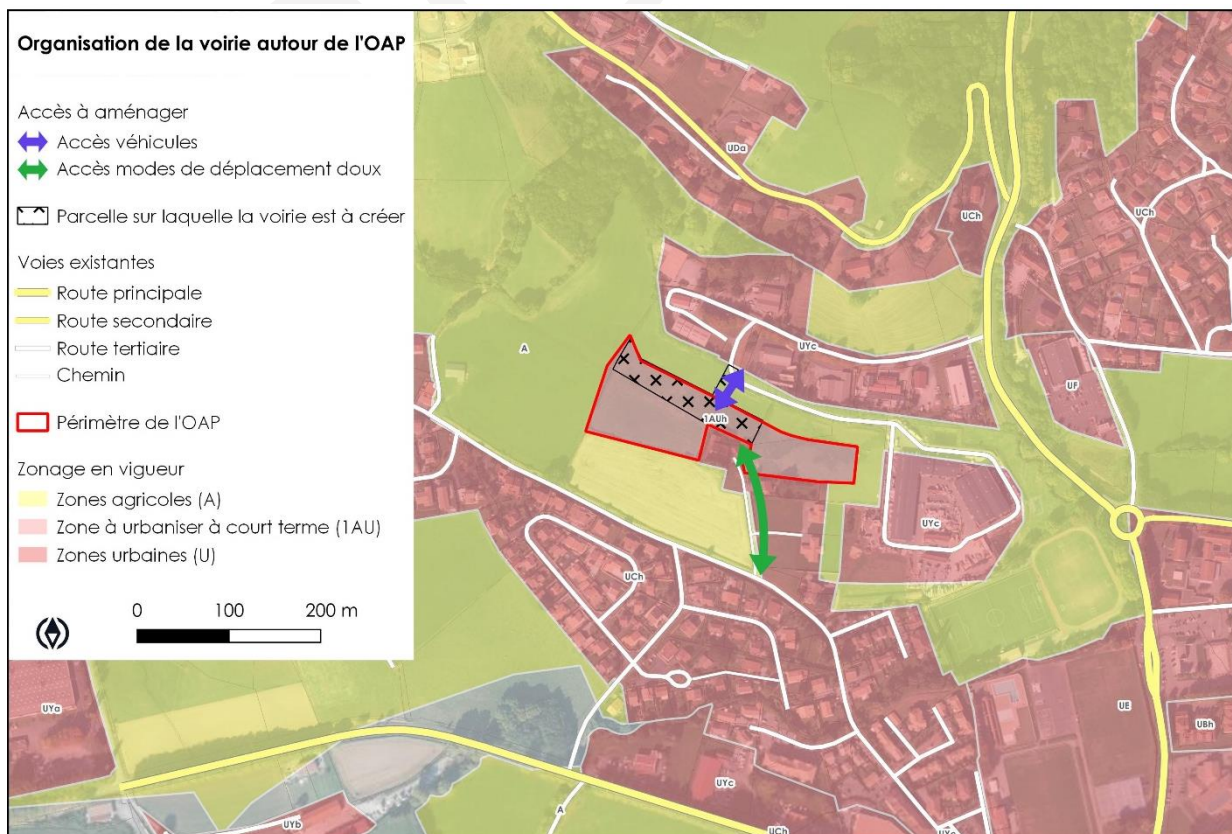 Organisation de la voirie autour de l'OAP
Accès à aménager
Accès véhicules
Accès modes de déplacement doux
Parcelle sur laquelle la voirie est à créer
Voies existantes
Route principale
Route secondaire
Route tertiaire
Chemin
Périmètre de l'OAP
Zonage en vigueur
Zones agricoles (A)
Zone à urbaniser à court terme (1AU)
Zones urbaines (U)
0 100 200 m
UDa
UCh
UCh
A
UYc
UF
1AUh
UYc
UCh
UYa
UE
UBh
UYc
A
UYb
UCh